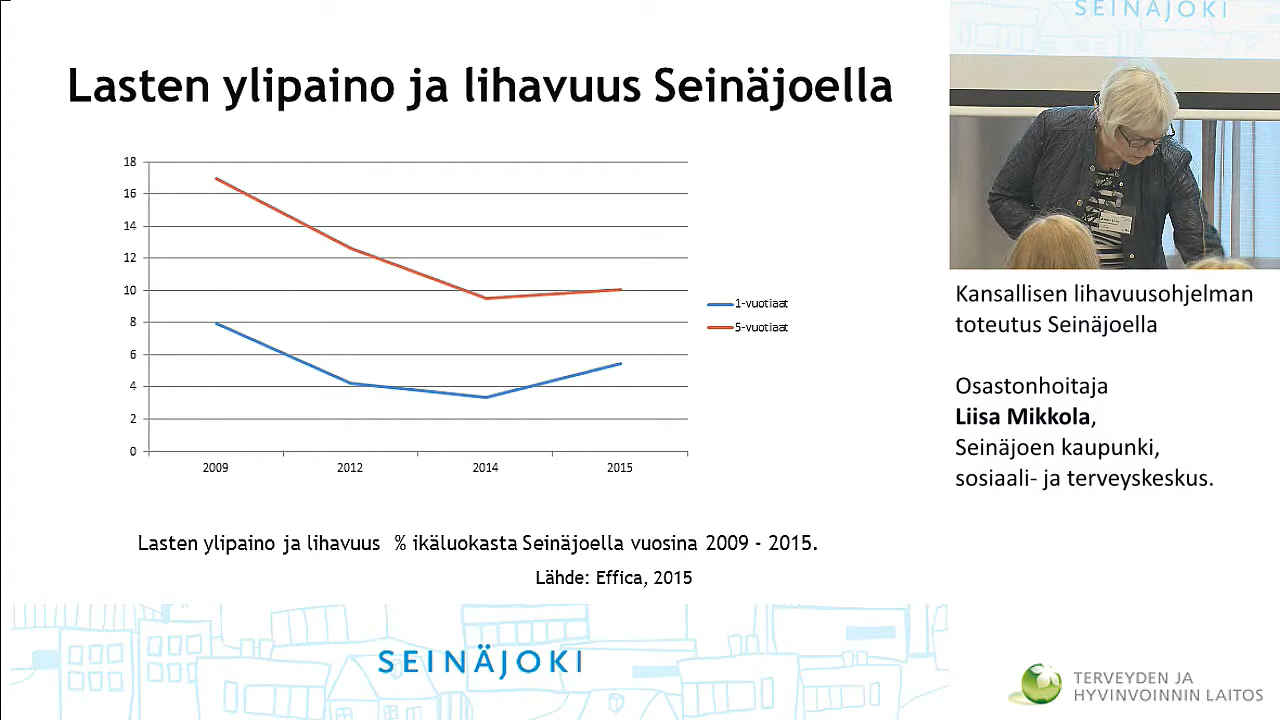 Lasten ylipaino ja lihavuus Seinäjoella
18
16
14
12
10
8
6
4
2
0
2009 2012 2014 2015
1-vuotiaat
5-vuotiaat
Lasten ylipaino ja lihavuus % ikäluokasta Seinäjoella vuosina 2009 - 2015.
Lähde: Effica, 2015
SEINÄJOKI
SEINÄJOKI
Kansallisen lihavuusohjelman
toteutus Seinäjoella
Osastonhoitaja
Liisa Mikkola,
Seinäjoen kaupunki,
sosiaali- ja terveyskeskus.
TERVEYDEN JA
HYVINVOINNIN LAITOS